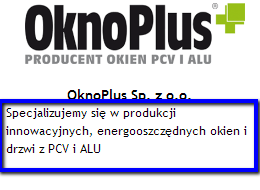 OknoPlus
PRODUCENT OKIEN PCV I ALU
OknoPlus Sp. z o.o.
Specjalizujemy się w produkcji
innowacyjnych, energooszczędnych okien i
drzwi z PCV i ALU